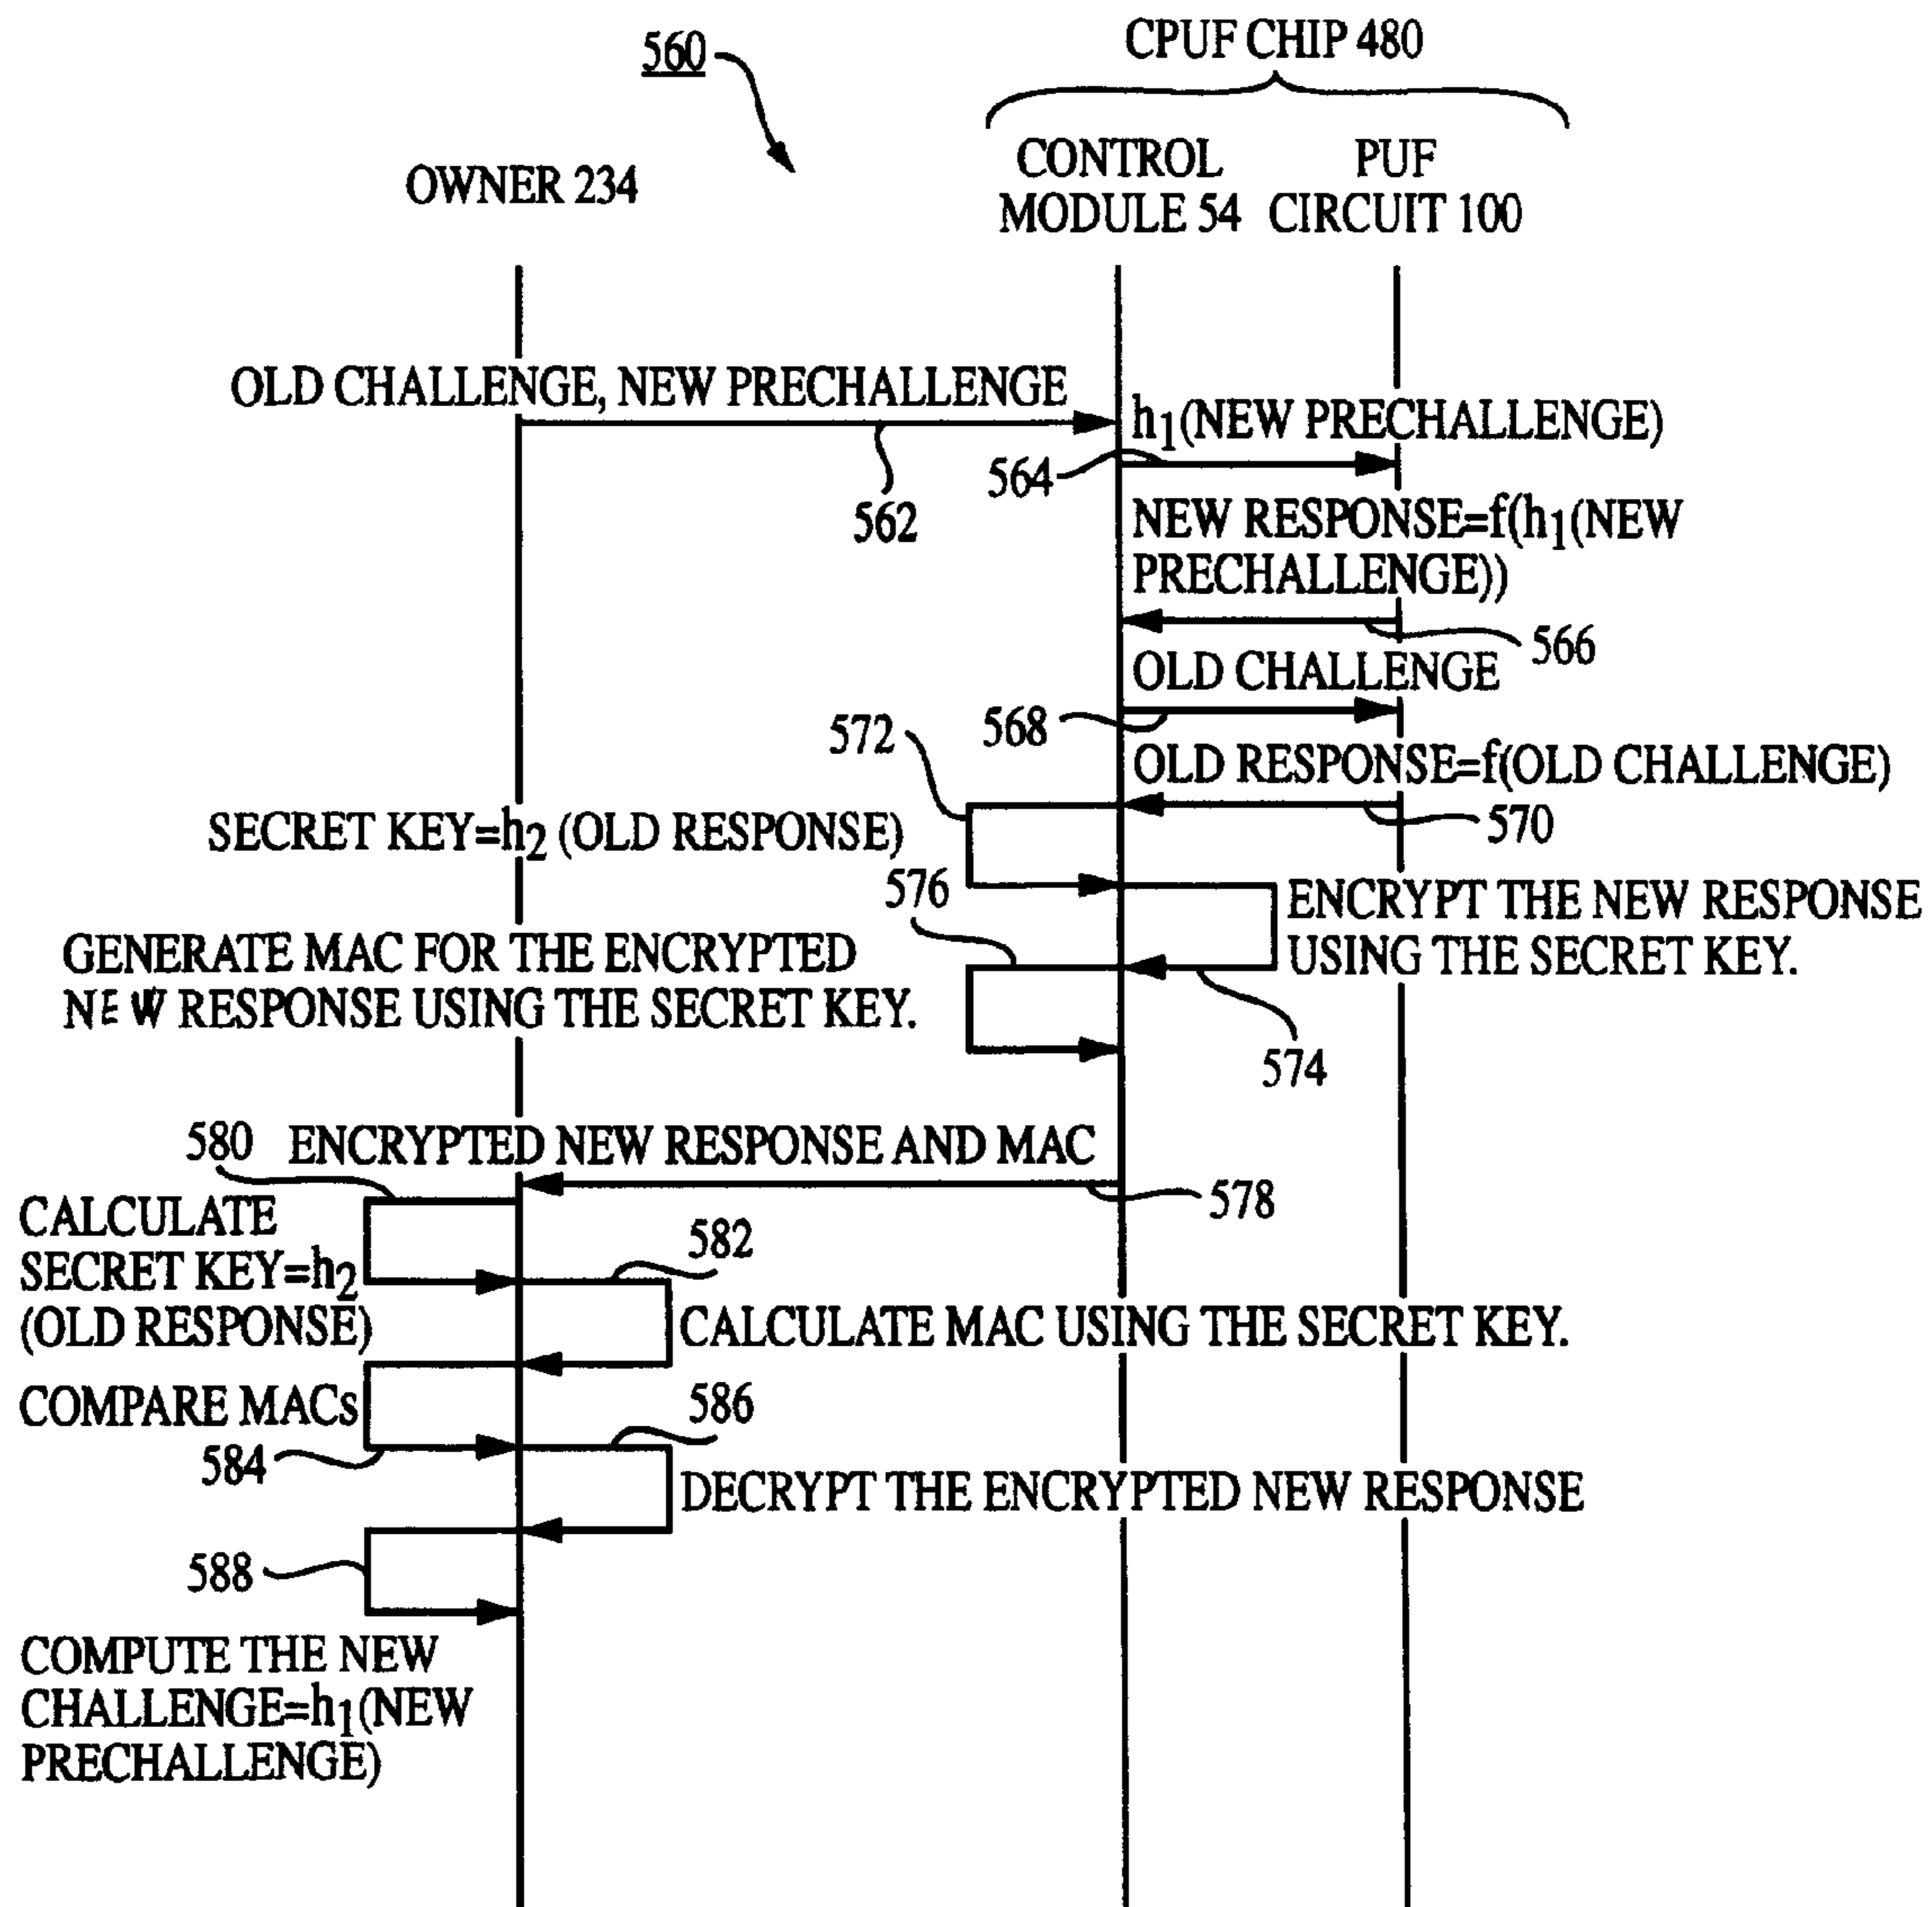 560
CPUF CHIP 480
OWNER 234
CONTROL
MODULE 54
PUF
CIRCUIT 100
OLD CHALLENGE, NEW PRECHALLENGE
562
h1(NEW PRECHALLENGE)
564
NEW RESPONSE=f(h1(NEW
PRECHALLENGE))
566
OLD CHALLENGE
568
OLD RESPONSE=f(OLD CHALLENGE)
570
572
SECRET KEY=h2 (OLD RESPONSE)
576
ENCRYPT THE NEW RESPONSE
USING THE SECRET KEY.
574
GENERATE MAC FOR THE ENCRYPTED
NEW RESPONSE USING THE SECRET KEY.
580
ENCRYPTED NEW RESPONSE AND MAC
578
CALCULATE
SECRET KEY=h2
(OLD RESPONSE)
582
CALCULATE MAC USING THE SECRET KEY.
COMPARE MACs
584
586
DECRYPT THE ENCRYPTED NEW RESPONSE
588
COMPUTE THE NEW
CHALLENGE=h1(NEW
PRECHALLENGE)